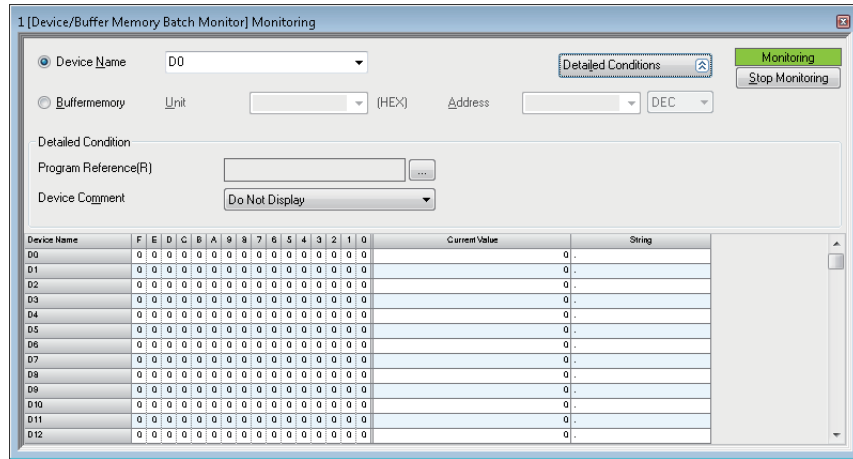 1 [Device/Buffer Memory Batch Monitor] Monitoring
Device Name D0 Detailed Conditions Monitoring
Stop Monitoring
Buffermemory Unit (HEX) Address DEC
Detailed Condition
Program Reference(R) ...
Device Comment Do Not Display
Device Name F E D C B A 9 8 7 6 5 4 3 2 1 0 Current Value String
D0 0 0 0 0 0 0 0 0 0 0 0 0 0 0 0 0 0 .
D1 0 0 0 0 0 0 0 0 0 0 0 0 0 0 0 0 0 .
D2 0 0 0 0 0 0 0 0 0 0 0 0 0 0 0 0 0 .
D3 0 0 0 0 0 0 0 0 0 0 0 0 0 0 0 0 0 .
D4 0 0 0 0 0 0 0 0 0 0 0 0 0 0 0 0 0 .
D5 0 0 0 0 0 0 0 0 0 0 0 0 0 0 0 0 0 .
D6 0 0 0 0 0 0 0 0 0 0 0 0 0 0 0 0 0 .
D7 0 0 0 0 0 0 0 0 0 0 0 0 0 0 0 0 0 .
D8 0 0 0 0 0 0 0 0 0 0 0 0 0 0 0 0 0 .
D9 0 0 0 0 0 0 0 0 0 0 0 0 0 0 0 0 0 .
D10 0 0 0 0 0 0 0 0 0 0 0 0 0 0 0 0 0 .
D11 0 0 0 0 0 0 0 0 0 0 0 0 0 0 0 0 0 .
D12 0 0 0 0 0 0 0 0 0 0 0 0 0 0 0 0 0 .